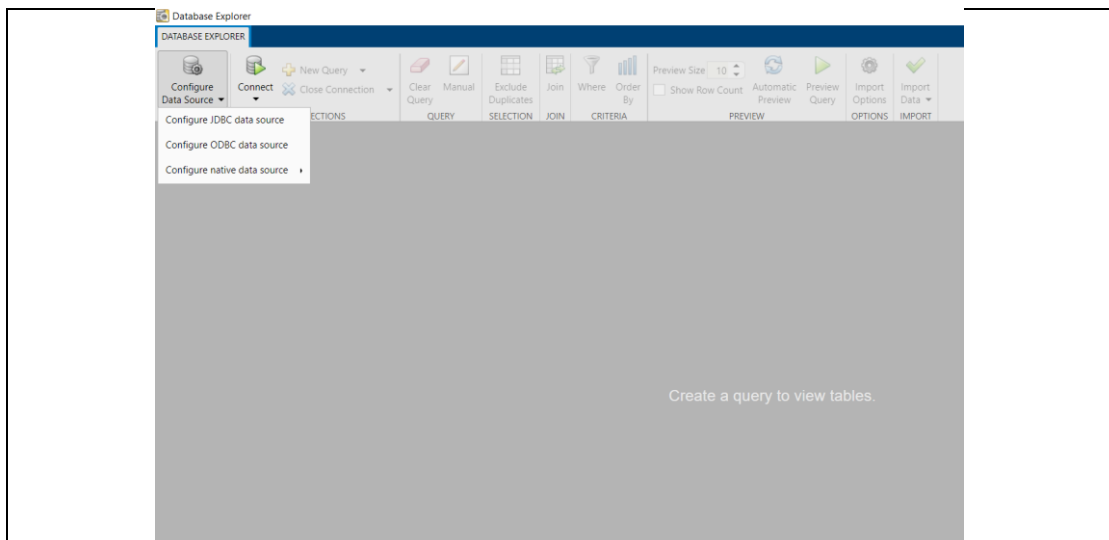 Database Explorer
DATABASE EXPLORER
Configure
Data Source
Connect
New Query
Close Connection
Clear
Query
Manual
Exclude
Duplicates
Join
Where
Order
By
Preview Size 10
Show Row Count
Automatic
Preview
Preview
Query
Import
Options
Import
Data
ECTIONS
QUERY
SELECTION
JOIN
CRITERIA
PREVIEW
OPTIONS
IMPORT
Configure JDBC data source
Configure ODBC data source
Configure native data source
Create a query to view tables.